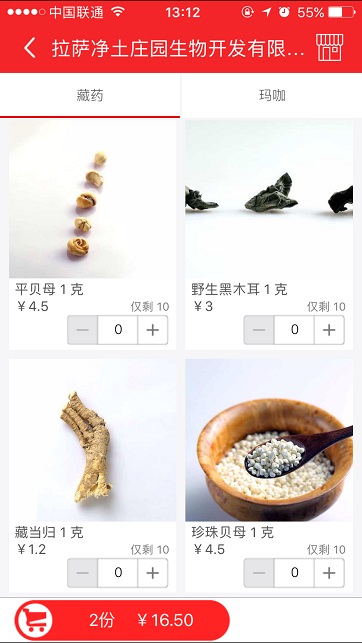 中国联通 13:12 55%
拉萨净土庄园生物开发有限...
藏药 玛咖
平贝母 1 克
￥4.5 仅剩 10
0
野生黑木耳 1 克
￥3 仅剩 10
0
藏当归 1 克
￥1.2 仅剩 10
0
珍珠贝母 1 克
￥4.5 仅剩 10
0
2份 ￥16.50